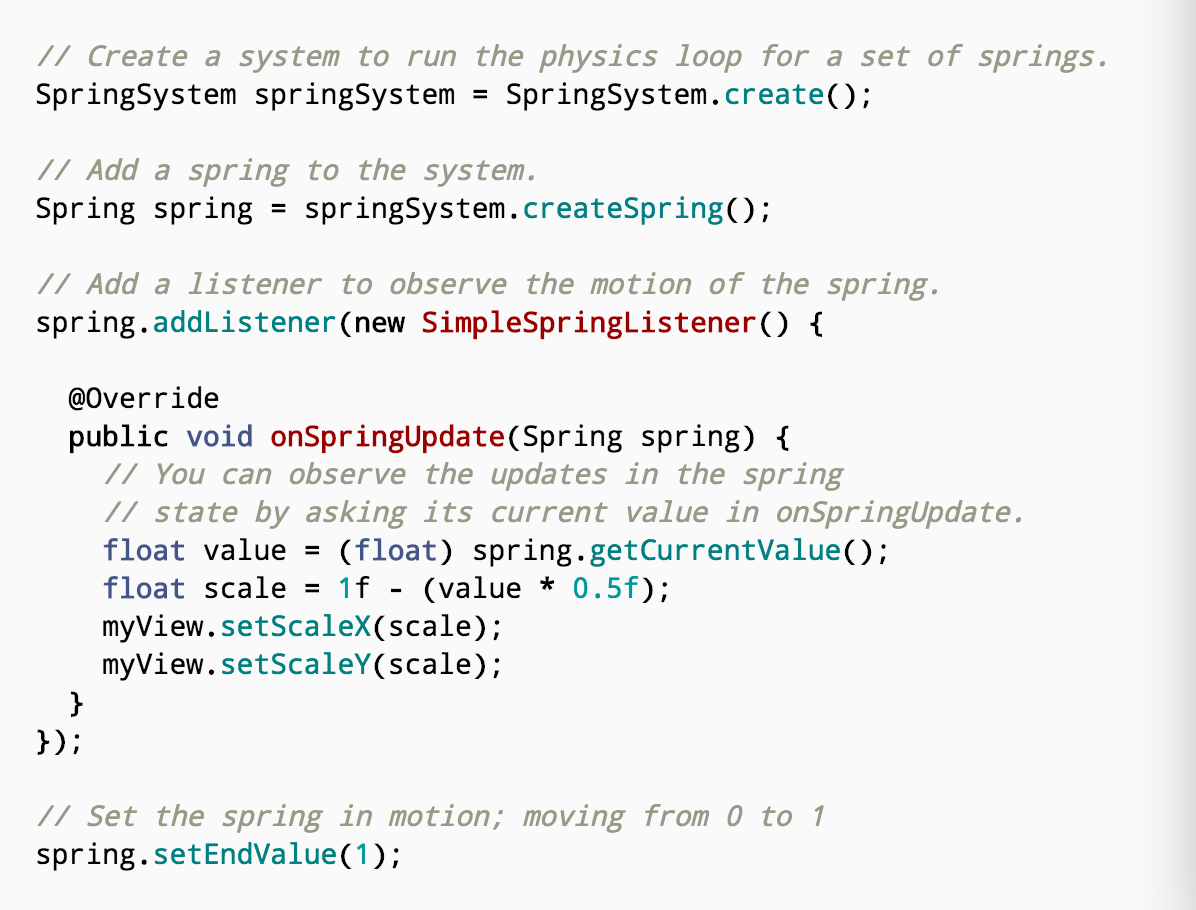 // Create a system to run the physics loop for a set of springs.
SpringSystem springSystem = SpringSystem.create();

// Add a spring to the system.
Spring spring = springSystem.createSpring();

// Add a listener to observe the motion of the spring.
spring.addListener(new SimpleSpringListener() {

  @Override
  public void onSpringUpdate(Spring spring) {
    // You can observe the updates in the spring
    // state by asking its current value in onSpringUpdate.
    float value = (float) spring.getCurrentValue();
    float scale = 1f - (value * 0.5f);
    myView.setScaleX(scale);
    myView.setScaleY(scale);
  }
});

// Set the spring in motion; moving from 0 to 1
spring.setEndValue(1);